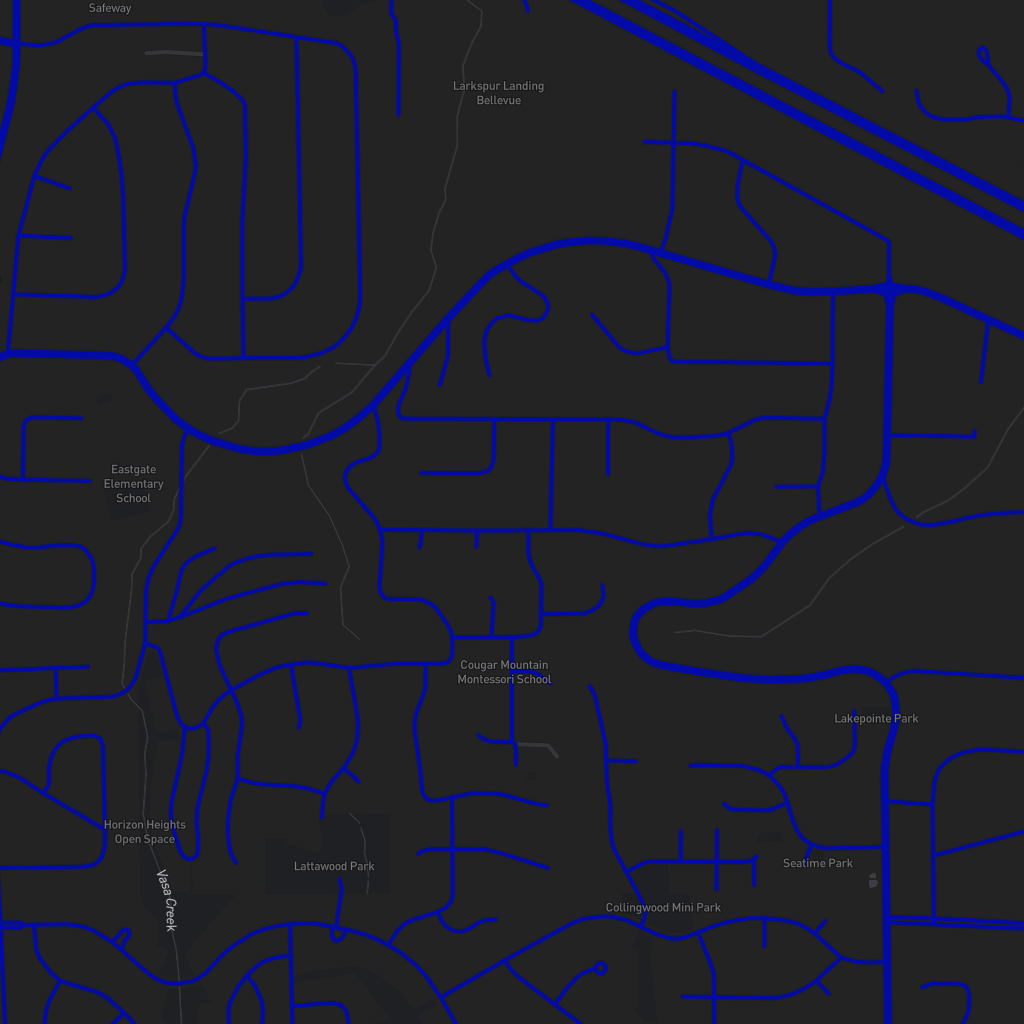 Safeway
Larkspur Landing
Bellevue
Eastgate
Elementary
School
Cougar Mountain
Montessori School
Lakepointe Park
Horizon Heights
Open Space
Lattawood Park
Seatime Park
Vasa Creek
Collingwood Mini Park